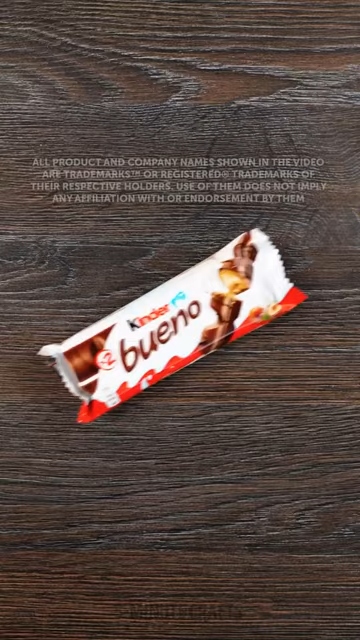 ALL PRODUCT AND COMPANY NAMES SHOWN IN THE VIDEO
ARE TRADEMARKS™ OR REGISTERED® TRADEMARKS OF
THEIR RESPECTIVE HOLDERS. USE OF THEM DOES NOT IMPLY
ANY AFFILIATION WITH OR ENDORSEMENT BY THEM
Kinder
bueno